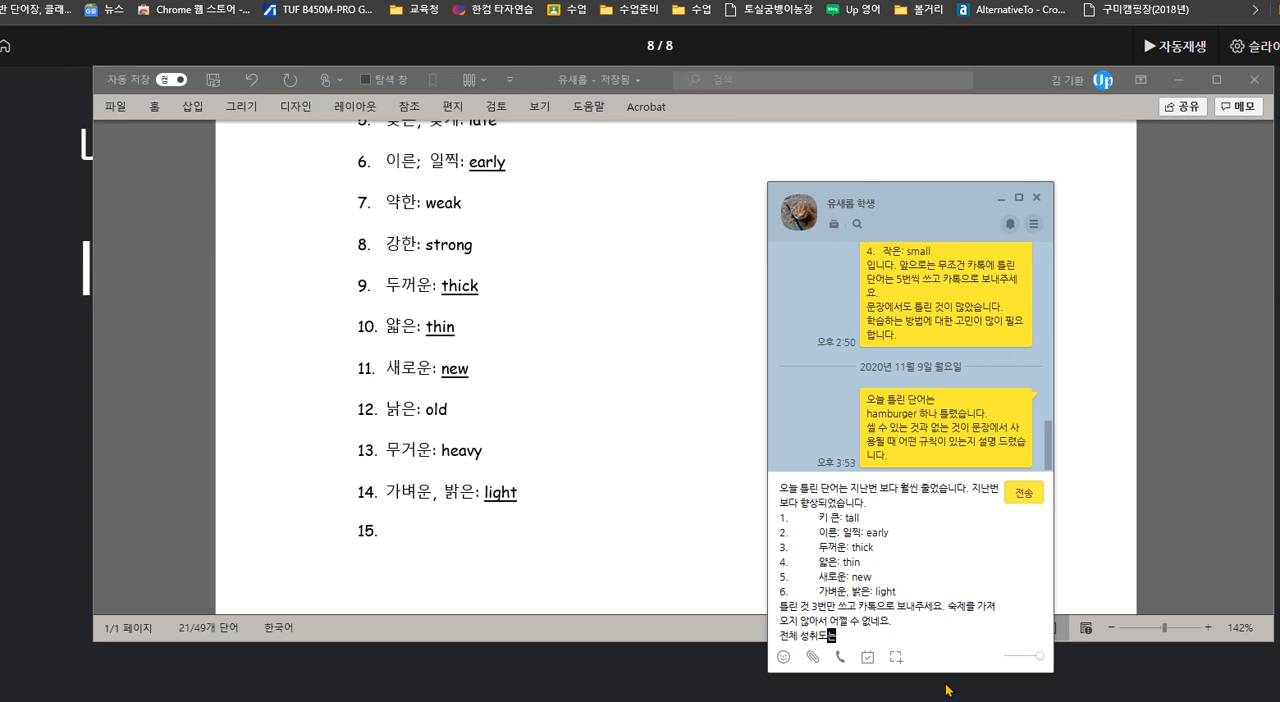 반 단어장, 클래... 뉴스 Chrome 웹 스토어 -... TUF B450M-PRO G... 교육청 한컴 타자연습 수업 수업준비 수업 토실굼벵이농장 Up 영어 볼거리 AlternativeTo - Cro... 구미캠핑장(2018년)
8 / 8
자동재생
슬라이
자동 저장 켬 탐색 창 유새롬 - 저장됨 검색 김 기환 Up
파일 홈 삽입 그리기 디자인 레이아웃 참조 편지 검토 보기 도움말 Acrobat 공유 메모
6. 이른; 일찍: early
7. 약한: weak
8. 강한: strong
9. 두꺼운: thick
10. 얇은: thin
11. 새로운: new
12. 낡은: old
13. 무거운: heavy
14. 가벼운, 밝은: light
15.
1/1 페이지 21/49개 단어 한국어
142%
유새롬 학생
4. 작은: small
입니다. 앞으로는 무조건 카톡에 틀린
단어는 5번씩 쓰고 카톡으로 보내주세
요.
문장에서도 틀린 것이 많았습니다.
학습하는 방법에 대한 고민이 많이 필요
합니다.
오후 2:50
2020년 11월 9일 월요일
오늘 틀린 단어는
hamburger 하나 틀렸습니다.
셀 수 있는 것과 없는 것이 문장에서 사
용될 때 어떤 규칙이 있는지 설명 드렸습
니다.
오후 3:53
오늘 틀린 단어는 지난번 보다 훨씬 줄었습니다. 지난번
보다 향상되었습니다.
전송
1. 키 큰: tall
2. 이른: 일찍: early
3. 두꺼운: thick
4. 얇은: thin
5. 새로운: new
6. 가벼운, 밝은: light
틀린 것 3번만 쓰고 카톡으로 보내주세요. 숙제를 가져
오지 않아서 어쩔 수 없네요.
전체 성취도는